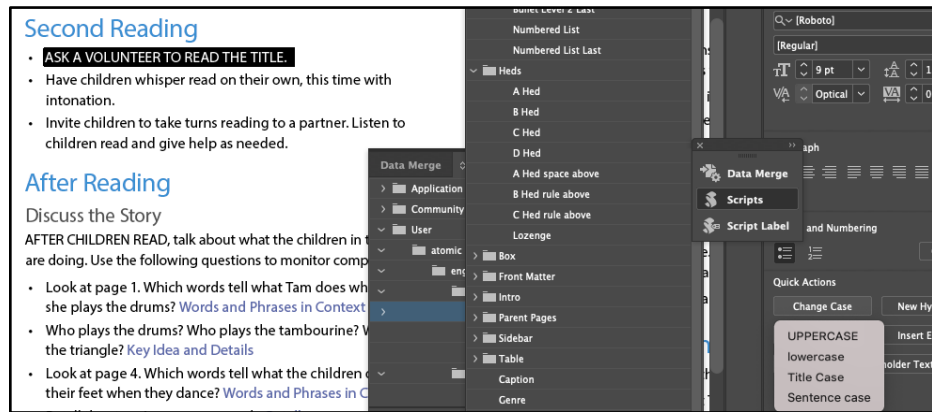 Second Reading
• ASK A VOLUNTEER TO READ THE TITLE.
• Have children whisper read on their own, this time with
intonation.
• Invite children to take turns reading to a partner. Listen to
children read and give help as needed.
After Reading
Discuss the Story
AFTER CHILDREN READ, talk about what the children in
are doing. Use the following questions to monitor
• Look at page 1. Which words tell what Tam does
she plays the drums? Words and Phrases in Context
• Who plays the drums? Who plays the tambourine?
the triangle? Key Idea and Details
• Look at page 4. Which words tell what the children
their feet when they dance? Words and Phrases in
Data Merge
Application
Community
User
atomic
Numbered List
Numbered List Last
Heds
A Hed
B Hed
C Hed
D Hed
A Hed space above
B Hed rule above
C Hed rule above
Lozenge
Box
Front Matter
Intro
Parent Pages
Sidebar
Table
Caption
Genre
Data Merge
Scripts
Script Label
[Roboto]
[Regular]
9 pt
Optical
and Numbering
Quick Actions
Change Case
New
Insert
UPPERCASE
lowercase
Title Case
Sentence case